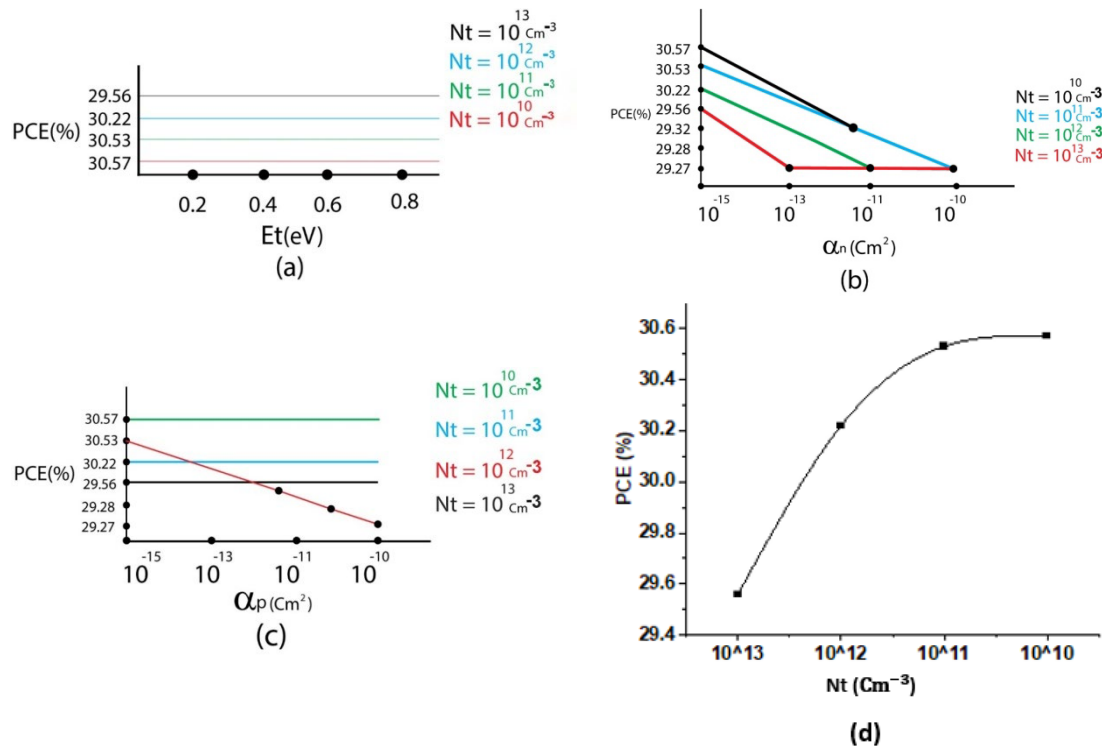 Nt = 10^13 Cm^-3
Nt = 10^12 Cm^-3
Nt = 10^11 Cm^-3
Nt = 10^10 Cm^-3
PCE(%)
29.56
30.22
30.53
30.57
0.2 0.4 0.6 0.8
Et(eV)
(a)
30.57
30.53
30.22
29.56
29.32
29.28
29.27
PCE(%)
Nt = 10^10 Cm^-3
Nt = 10^11 Cm^-3
Nt = 10^12 Cm^-3
Nt = 10^13 Cm^-3
10^-15 10^-13 10^-11 10^-10
αn (Cm²)
(b)
Nt = 10^10 Cm^-3
Nt = 10^11 Cm^-3
Nt = 10^12 Cm^-3
Nt = 10^13 Cm^-3
30.57
30.53
30.22
29.56
29.28
29.27
PCE(%)
10^-15 10^-13 10^-11 10^-10
αp (Cm²)
(c)
30.6
30.4
30.2
30.0
29.8
29.6
29.4
PCE (%)
10^13 10^12 10^11 10^10
Nt (Cm⁻³)
(d)